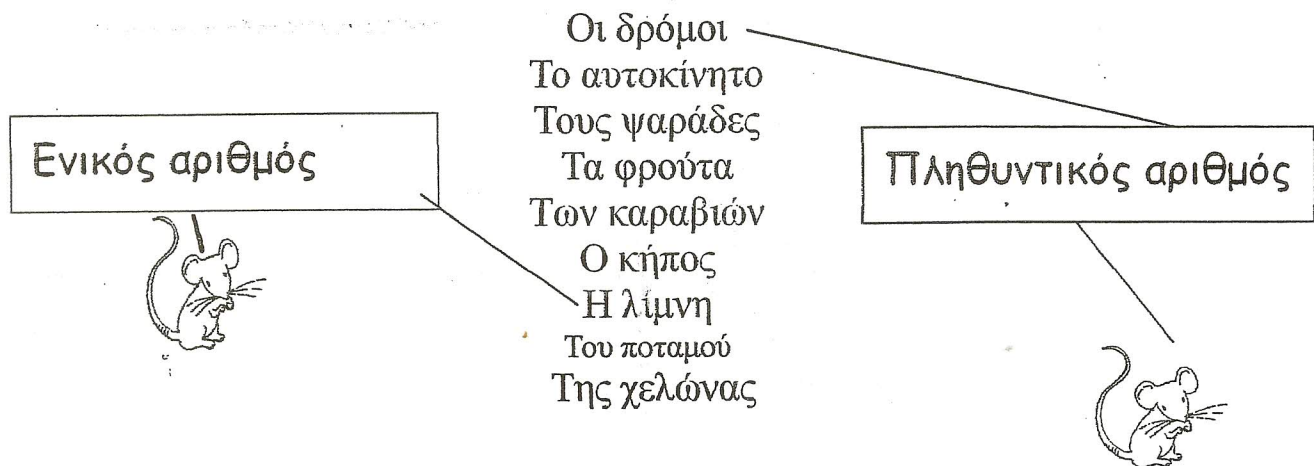 Οι δρόμοι
Το αυτοκίνητο
Τους ψαράδες
Ενικός αριθμός
Τα φρούτα
Πληθυντικός αριθμός
Των καραβιών
Ο κήπος
Η λίμνη
Του ποταμού
Της χελώνας